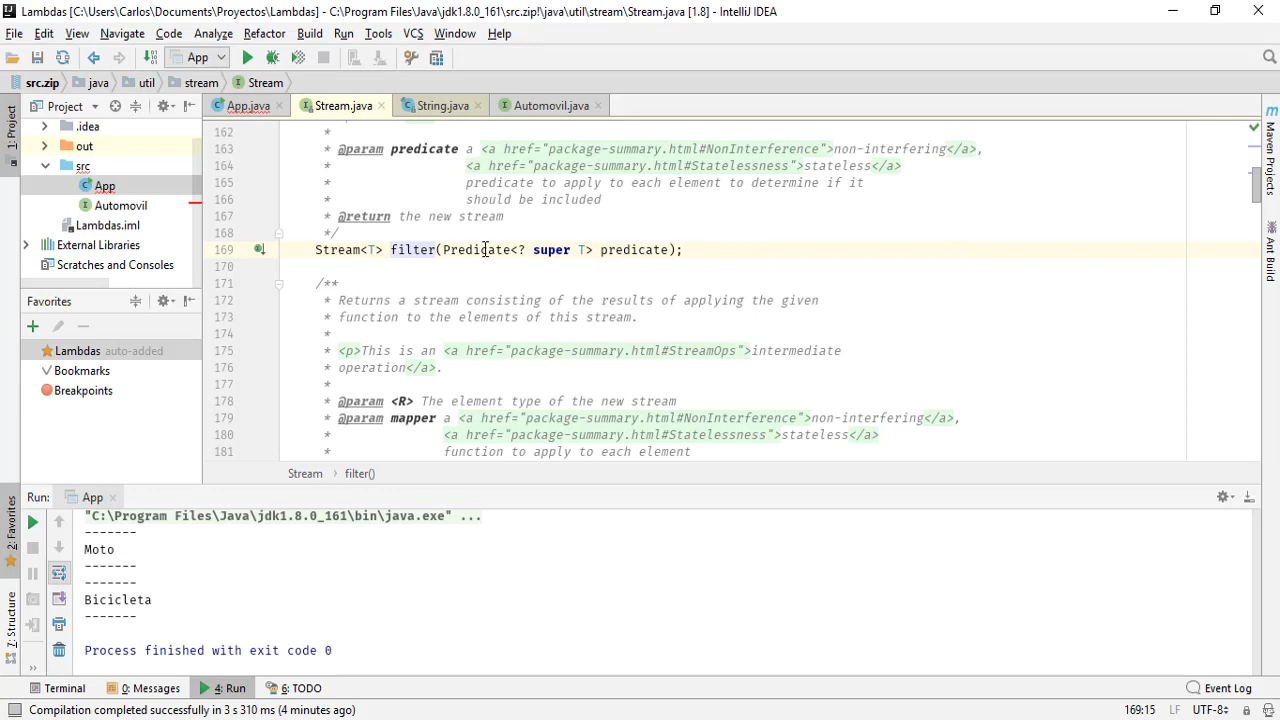 Lambdas [C:\Users\Carlos\Documents\Proyectos\Lambdas] - C:\Program Files\Java\jdk1.8.0_161\src.zip!\java\util\stream\Stream.java [1.8] - IntelliJ IDEA
File Edit View Navigate Code Analyze Refactor Build Run Tools VCS Window Help
App
src.zip java util stream Stream
Project App.java Stream.java String.java Automovil.java
1: Project
.idea
out
src
App
Automovil
Lambdas.iml
External Libraries
Scratches and Consoles
Favorites
Lambdas auto-added
Bookmarks
Breakpoints
162 *
163 * @param predicate a <a href="package-summary.html#NonInterference">non-interfering</a>,
164 * <a href="package-summary.html#Statelessness">stateless</a>
165 * predicate to apply to each element to determine if it
166 * should be included
167 * @return the new stream
168 */
169 Stream<T> filter(Predicate<? super T> predicate);
170
171 /**
172 * Returns a stream consisting of the results of applying the given
173 * function to the elements of this stream.
174 *
175 * <p>This is an <a href="package-summary.html#StreamOps">intermediate
176 * operation</a>.
177 *
178 * @param <R> The element type of the new stream
179 * @param mapper a <a href="package-summary.html#NonInterference">non-interfering</a>,
180 * <a href="package-summary.html#Statelessness">stateless</a>
181 * function to apply to each element
Stream filter()
Maven Projects
Ant Build
2: Favorites
7: Structure
Run: App
"C:\Program Files\Java\jdk1.8.0_161\bin\java.exe" ...
-------
Moto
-------
-------
Bicicleta
-------
Process finished with exit code 0
Terminal 0: Messages 4: Run 6: TODO Event Log
Compilation completed successfully in 3 s 310 ms (4 minutes ago) 169:15 LF UTF-8